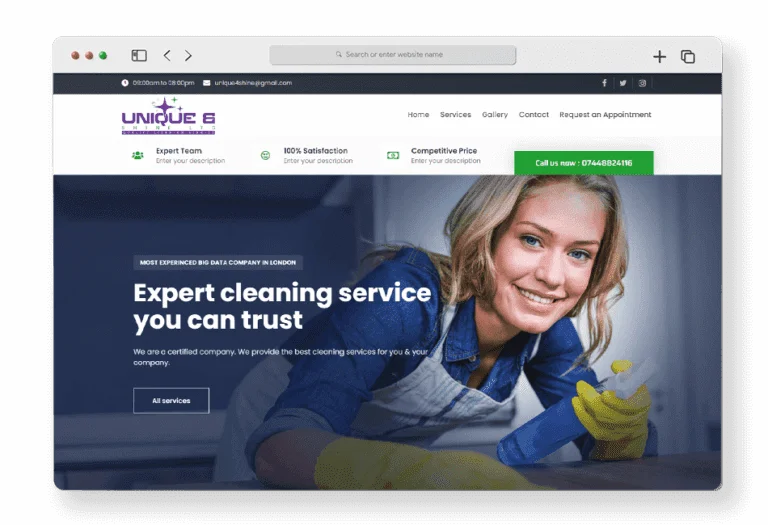 Search or enter website name
09:00am to 08:00pm unique4shine@gmail.com
UNIQUE 6
SHINE LTD
Home Services Gallery Contact Request an Appointment
Expert Team
Enter your description
100% Satisfaction
Enter your description
Competitive Price
Enter your description
Call us now : 07448824116
MOST EXPERINCED BIG DATA COMPANY IN LONDON
Expert cleaning service
you can trust
We are a certified company. We provide the best cleaning services for you & your
company.
All services